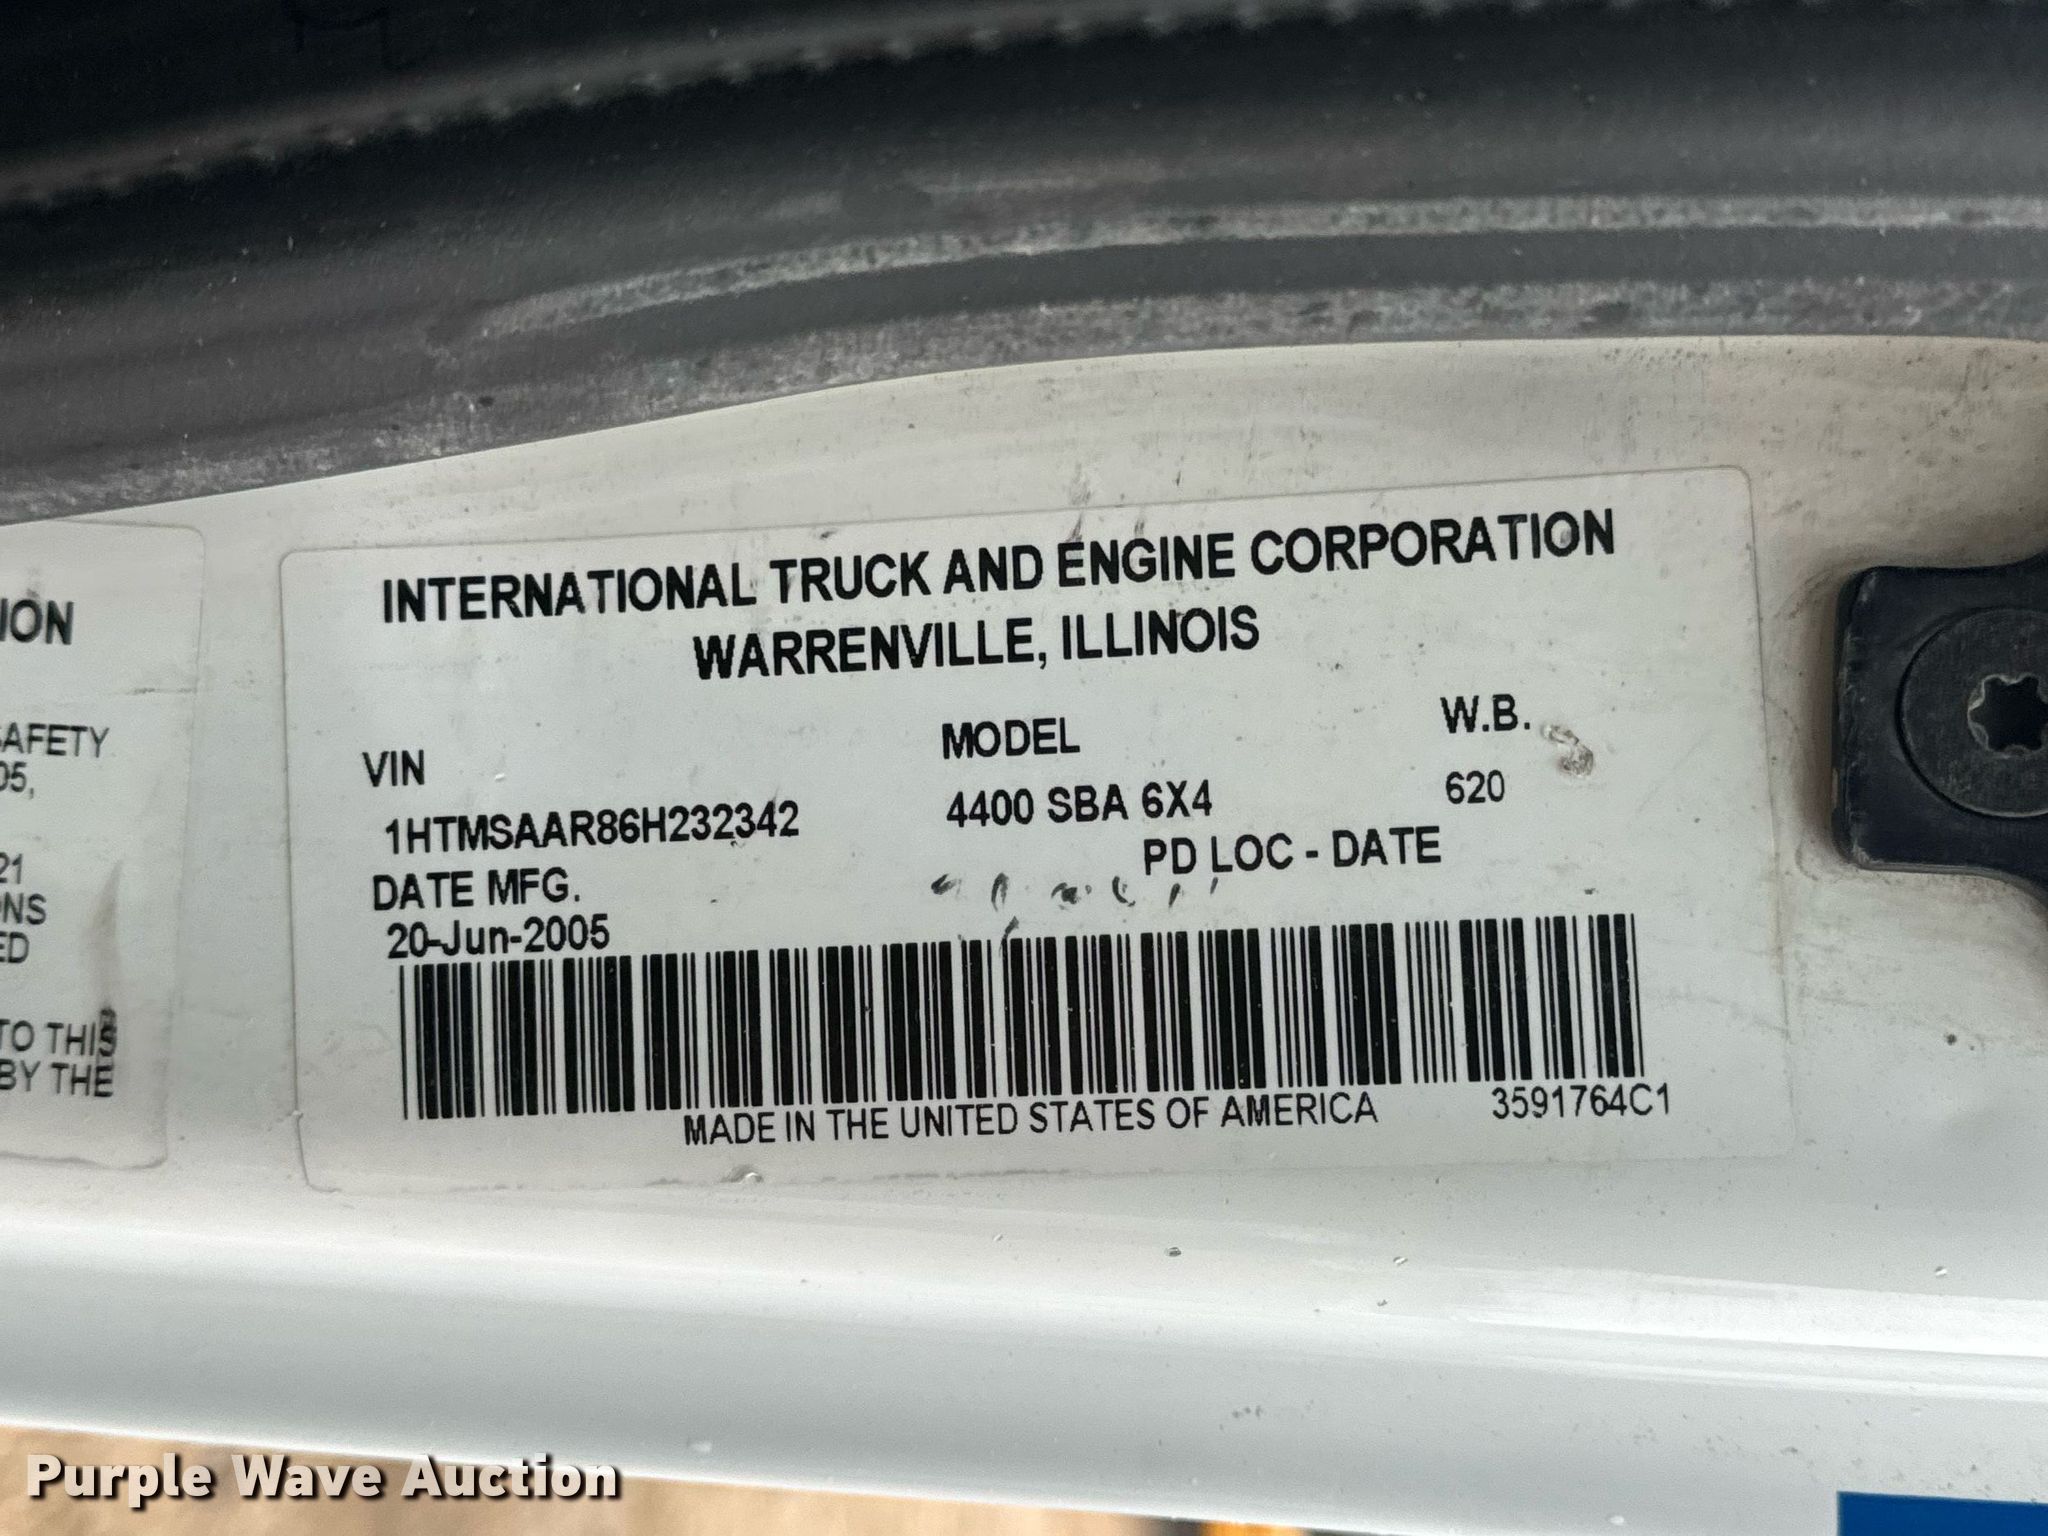 ION
SAFETY
05,
21
NS
ED
TO THIS
BY THE
INTERNATIONAL TRUCK AND ENGINE CORPORATION
WARRENVILLE, ILLINOIS
VIN MODEL W.B.
1HTMSAAR86H232342 4400 SBA 6X4 620
DATE MFG. PD LOC - DATE
20-Jun-2005
MADE IN THE UNITED STATES OF AMERICA 3591764C1
Purple Wave Auction